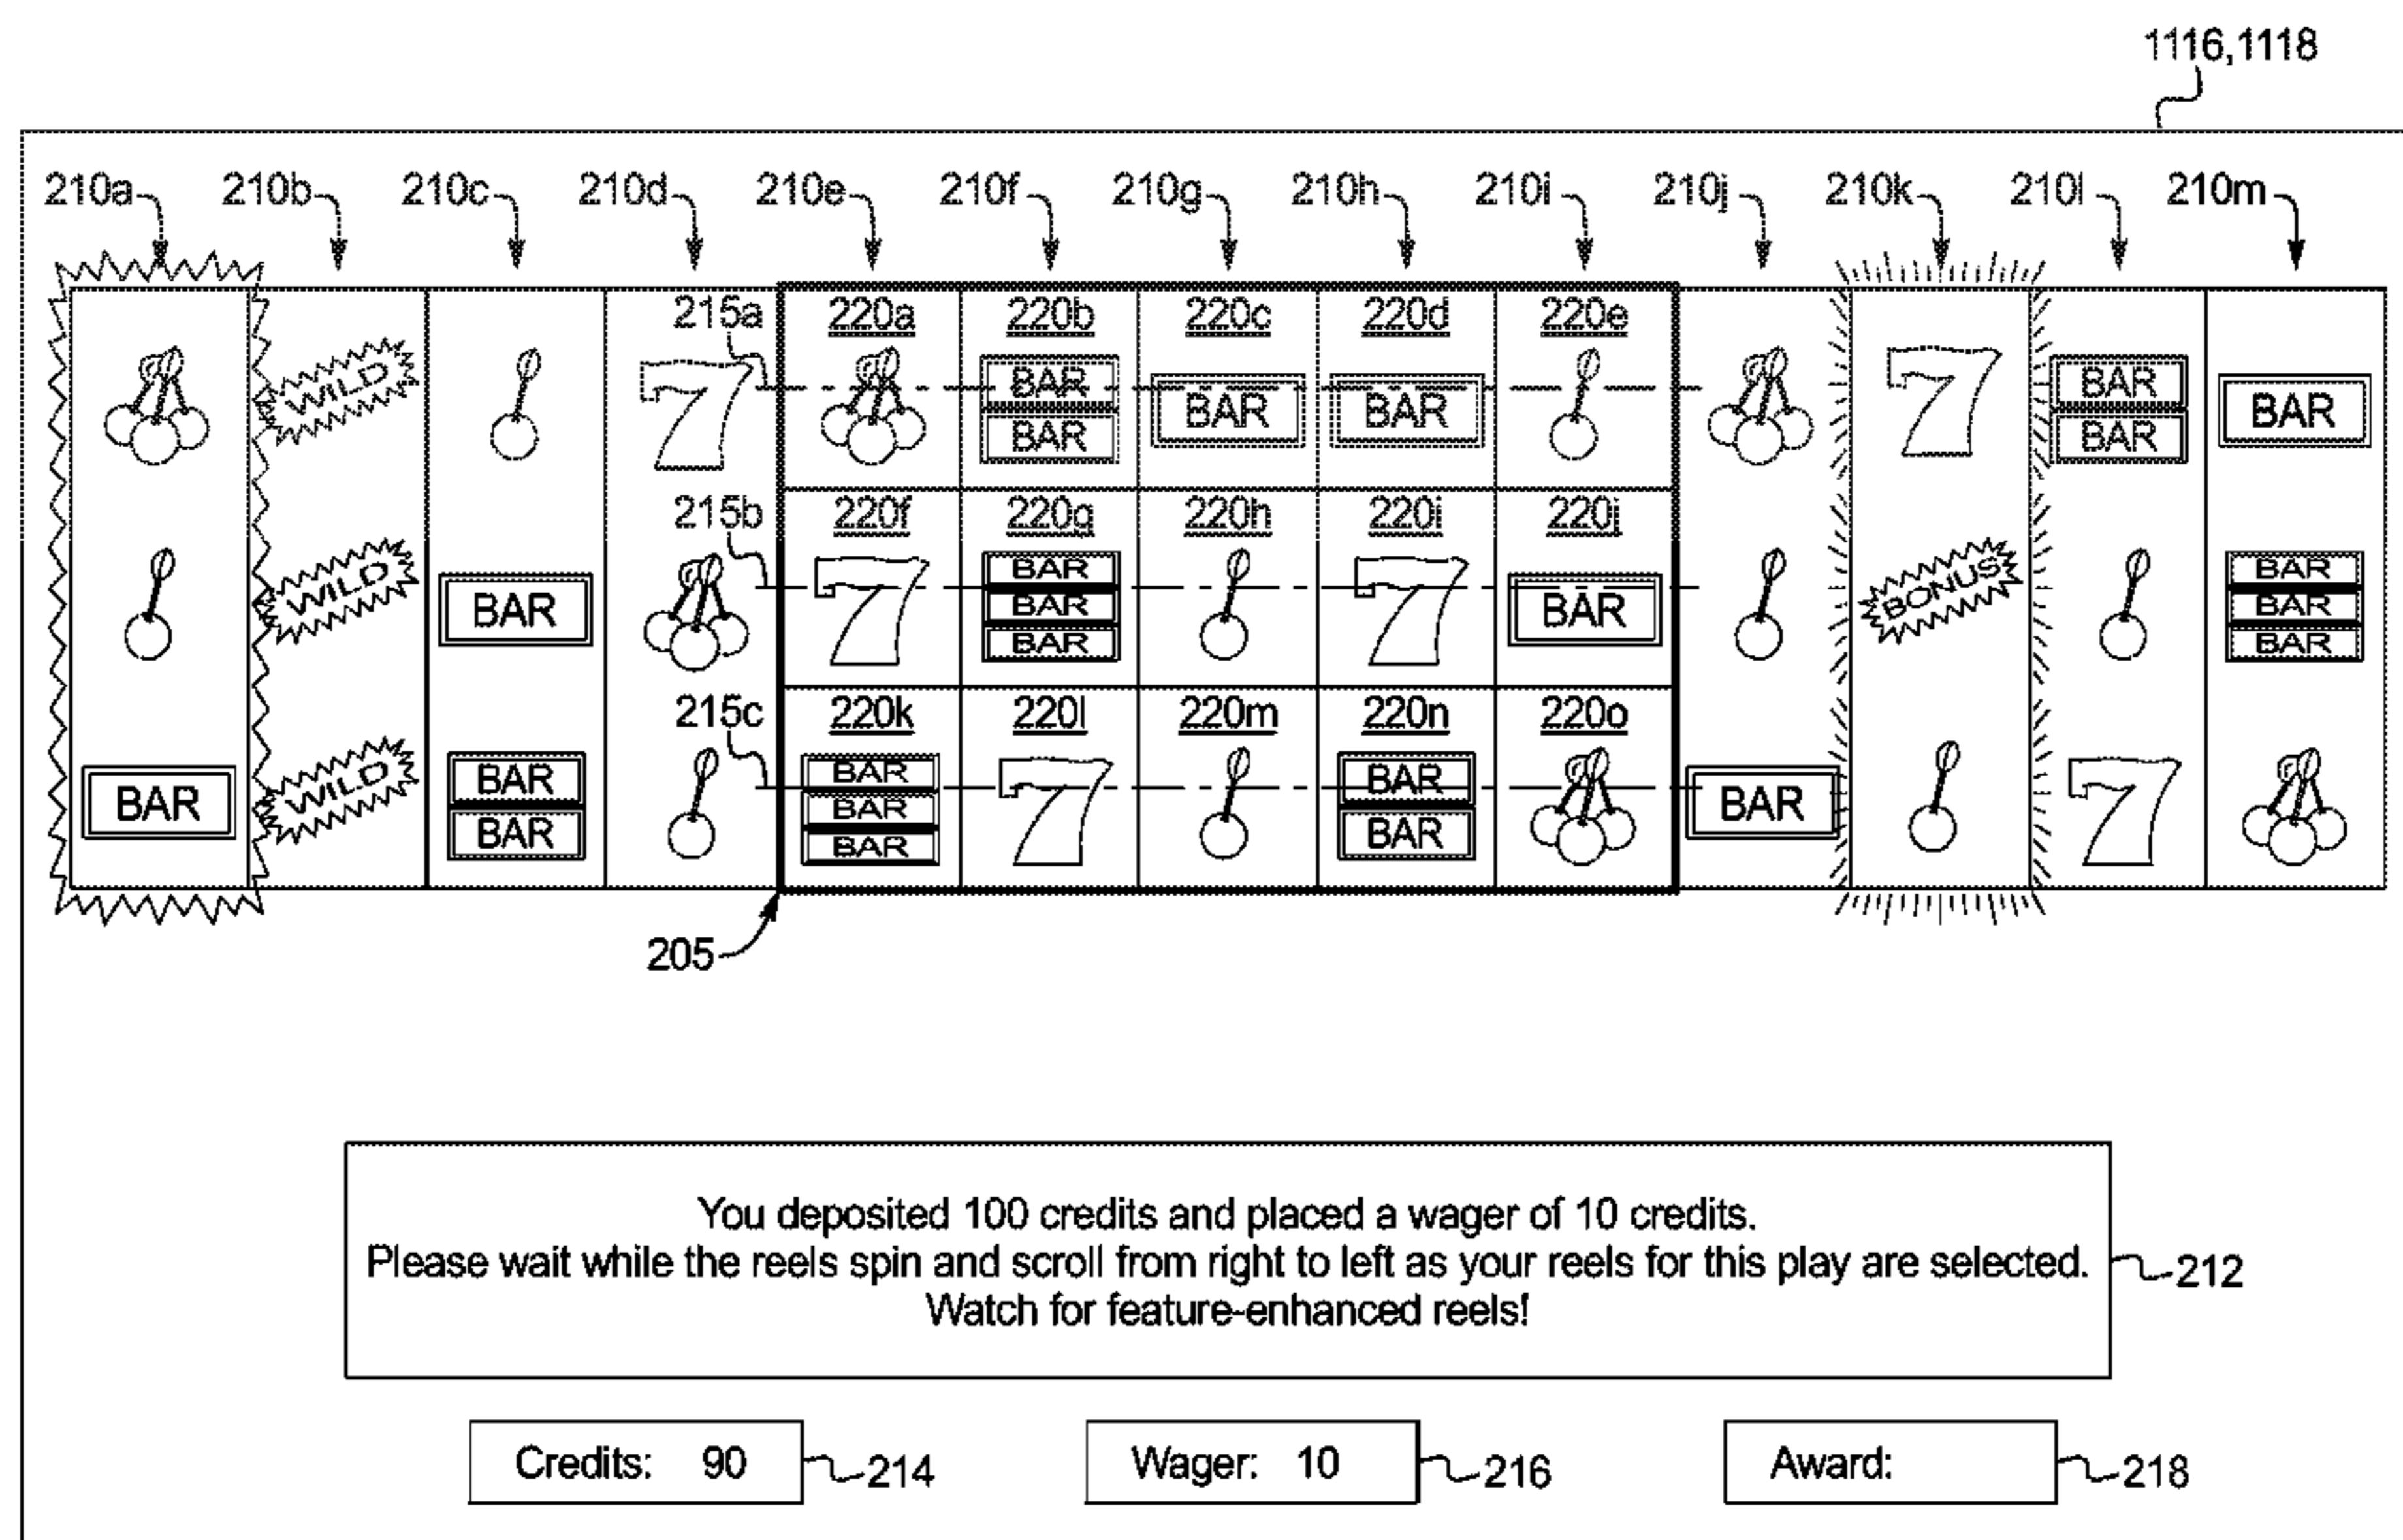 1116,1118
210a 210b 210c 210d 210e 210f 210g 210h 210i 210j 210k 210l 210m
215a 220a 220b 220c 220d 220e
WILD BAR BAR BAR BAR BAR
BAR BAR
215b 220f 220g 220h 220i 220j
WILD BAR BAR BAR BONUS BAR
BAR BAR
BAR BAR
215c 220k 220l 220m 220n 220o
BAR WILD BAR BAR BAR BAR
BAR BAR BAR
BAR
205
You deposited 100 credits and placed a wager of 10 credits.
Please wait while the reels spin and scroll from right to left as your reels for this play are selected.
Watch for feature-enhanced reels!
212
Credits: 90 214 Wager: 10 216 Award: 218